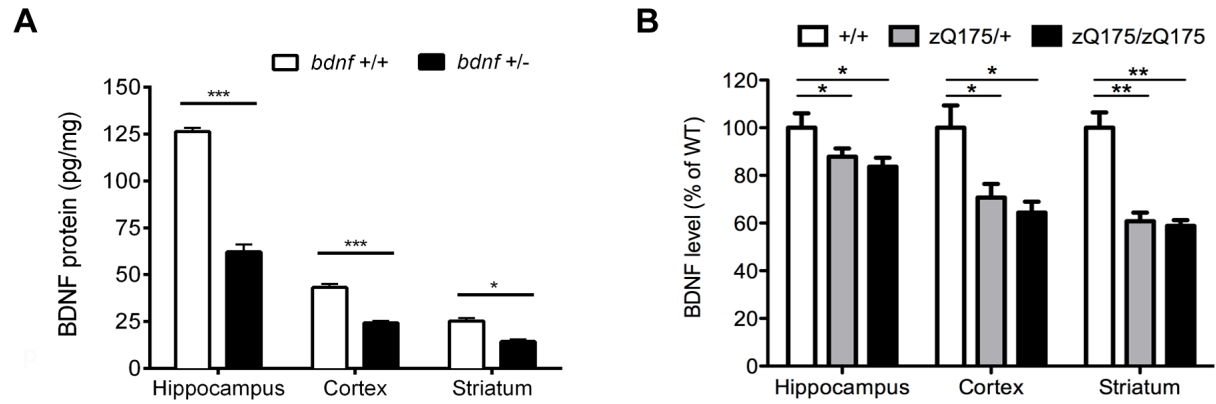 A
bdnf +/+
bdnf +/-
BDNF protein (pg/mg)
150
125
100
75
50
25
0
***
***
*
Hippocampus
Cortex
Striatum
B
+/+
zQ175/+
zQ175/zQ175
BDNF level (% of WT)
120
100
80
60
40
20
0
*
*
*
*
**
**
Hippocampus
Cortex
Striatum